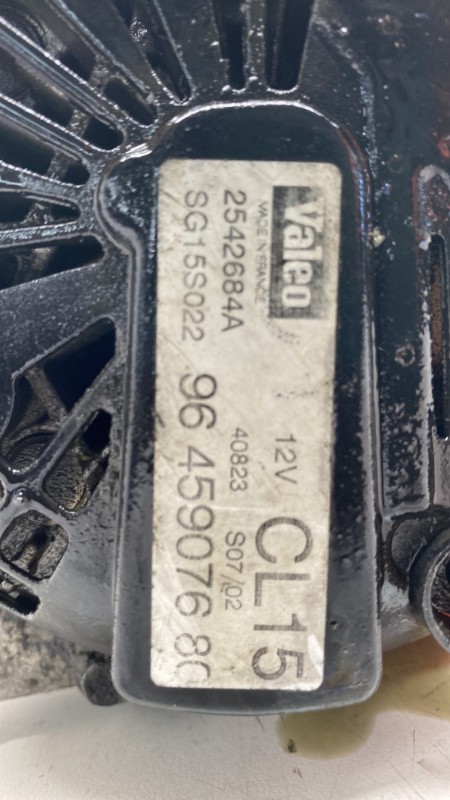 Valeo
MADE IN FRANCE
12V CL15
2542684A 40823 S07/02
SG15S022 96 459076 80